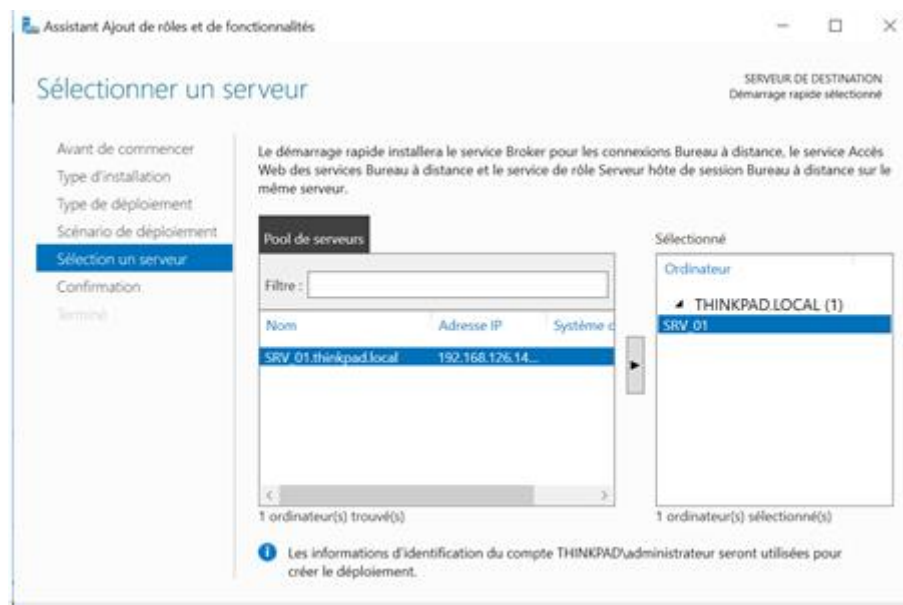 Assistant Ajout de rôles et de fonctionnalités
Sélectionner un serveur
SERVEUR DE DESTINATION
Démarrage rapide sélectionné
Avant de commencer
Type d'installation
Type de déploiement
Scénario de déploiement
Sélection un serveur
Confirmation
Terminé
Le démarrage rapide installera le service Broker pour les connexions Bureau à distance, le service Accès
Web des services Bureau à distance et le service de rôle Serveur hôte de session Bureau à distance sur le
même serveur.
Pool de serveurs
Filtre :
Nom Adresse IP Système d
SRV_01.thinkpad.local 192.168.126.14...
1 ordinateur(s) trouvé(s)
Sélectionné
Ordinateur
THINKPAD.LOCAL (1)
SRV_01
1 ordinateur(s) sélectionné(s)
Les informations d'identification du compte THINKPAD\administrateur seront utilisées pour
créer le déploiement.